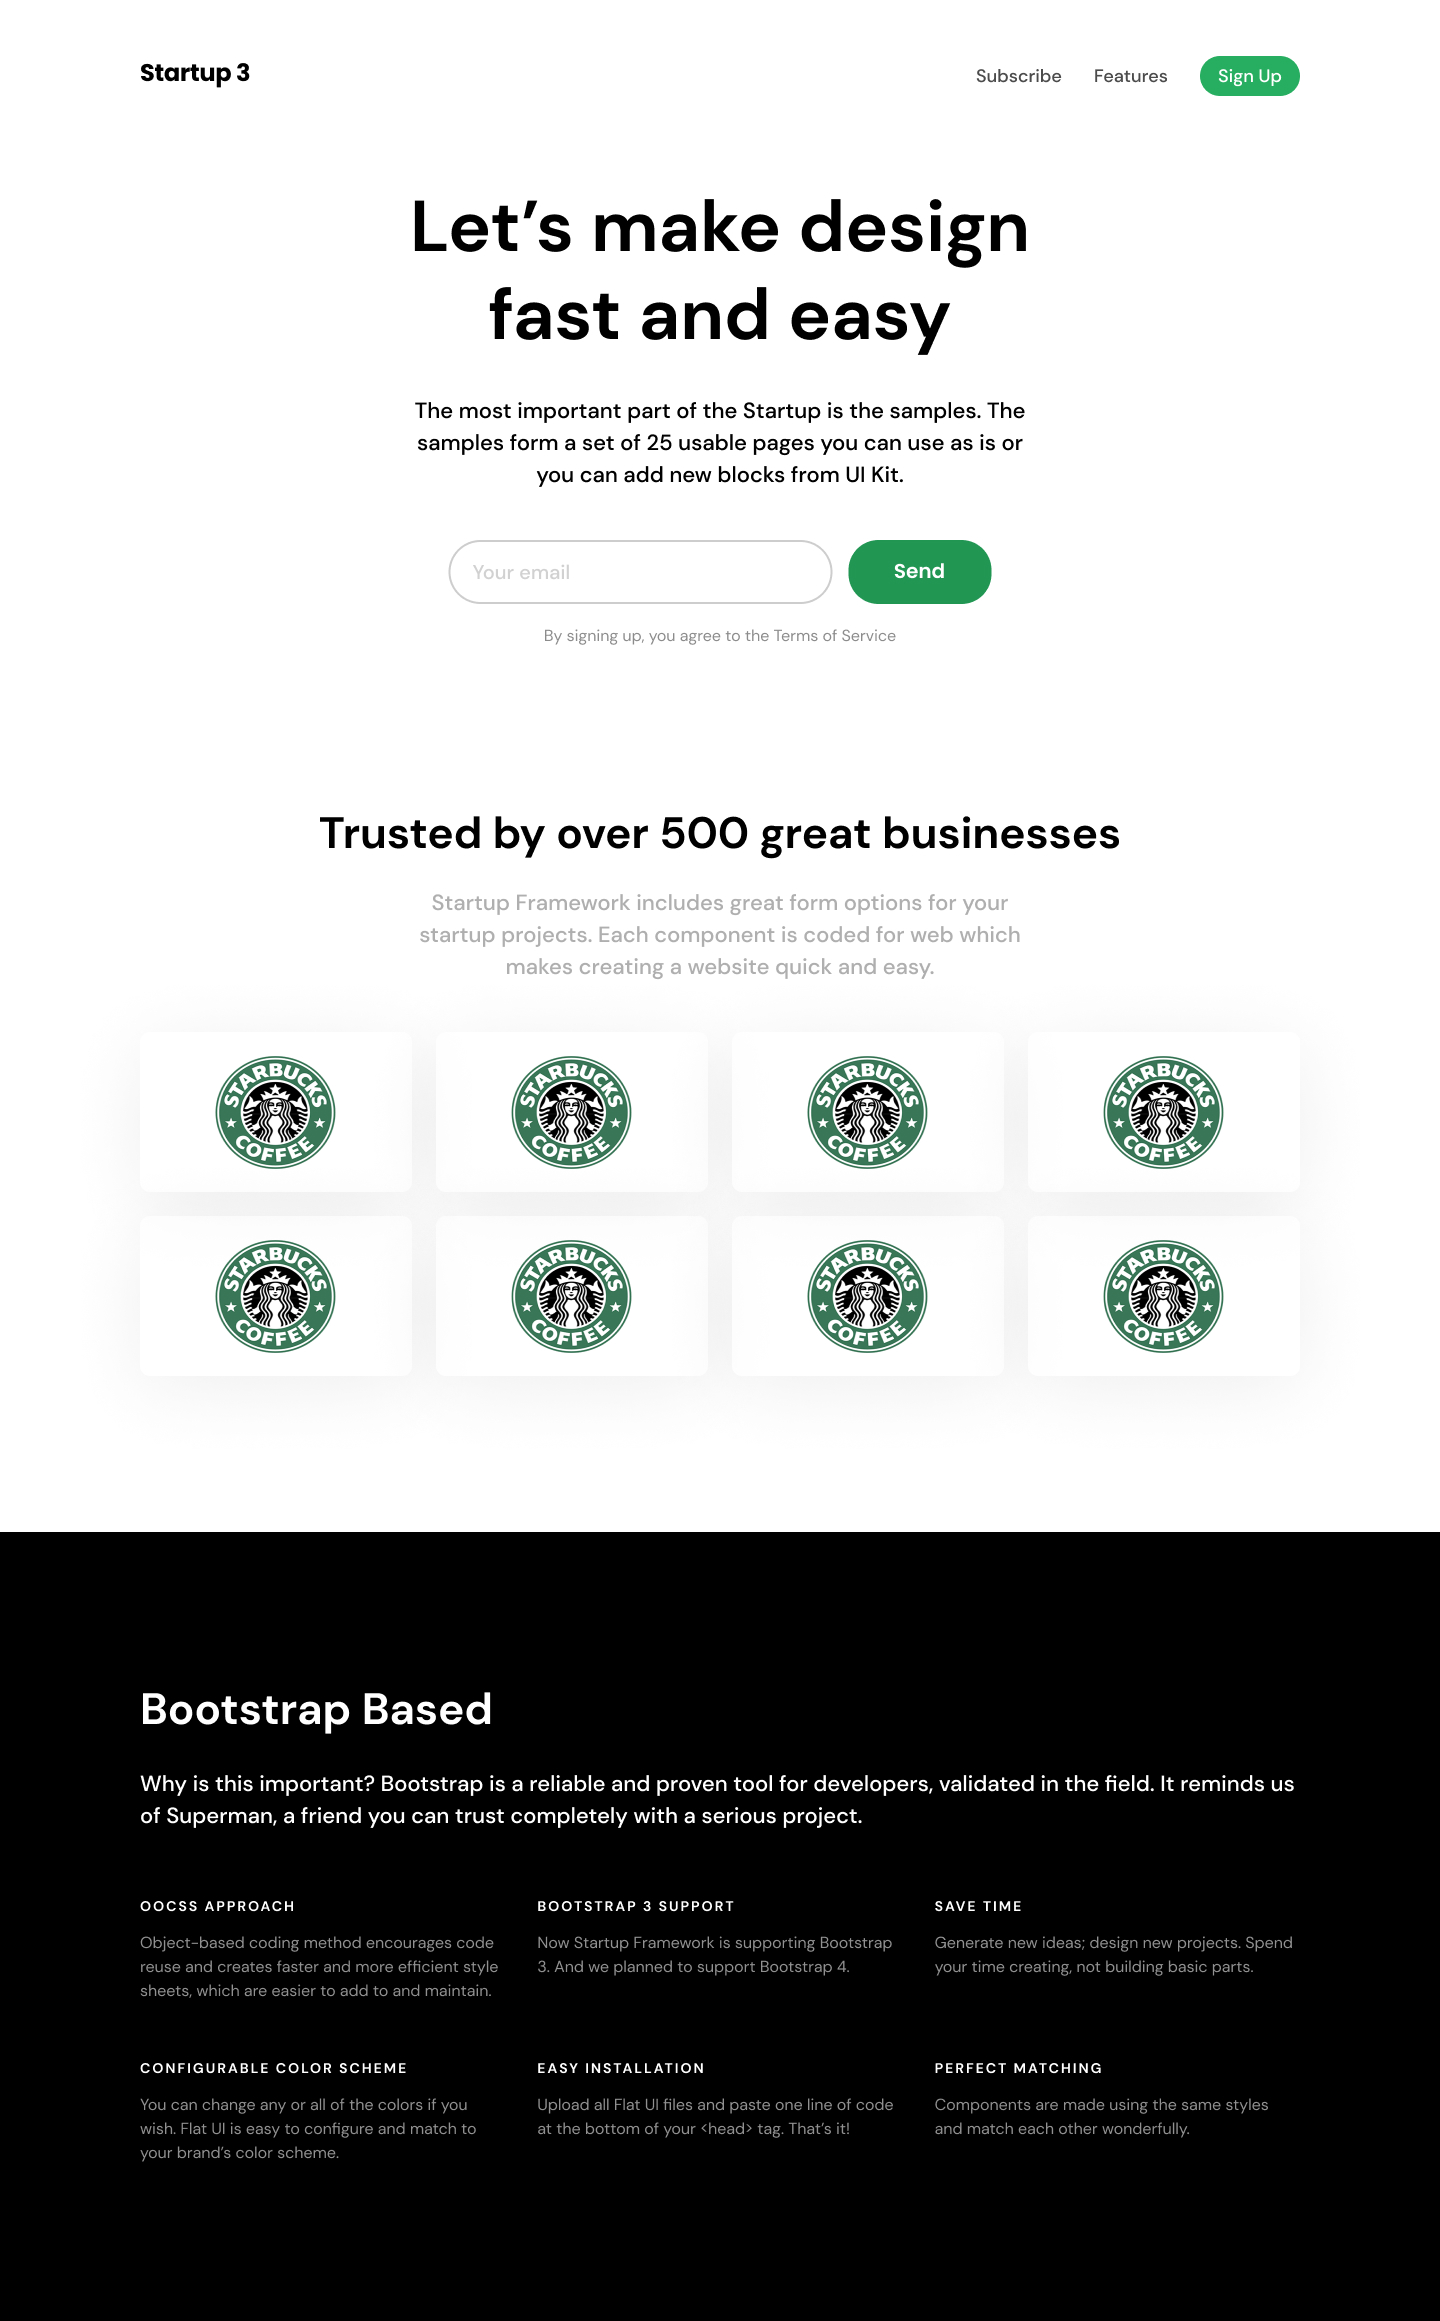 Startup 3
Subscribe Features Sign Up
Let’s make design
fast and easy
The most important part of the Startup is the samples. The
samples form a set of 25 usable pages you can use as is or
you can add new blocks from UI Kit.
Your email
Send
By signing up, you agree to the Terms of Service
Trusted by over 500 great businesses
Startup Framework includes great form options for your
startup projects. Each component is coded for web which
makes creating a website quick and easy.
STARBUCKS COFFEE
STARBUCKS COFFEE
STARBUCKS COFFEE
STARBUCKS COFFEE
STARBUCKS COFFEE
STARBUCKS COFFEE
STARBUCKS COFFEE
STARBUCKS COFFEE
Bootstrap Based
Why is this important? Bootstrap is a reliable and proven tool for developers, validated in the field. It reminds us
of Superman, a friend you can trust completely with a serious project.
OOCSS APPROACH
Object-based coding method encourages code
reuse and creates faster and more efficient style
sheets, which are easier to add to and maintain.
BOOTSTRAP 3 SUPPORT
Now Startup Framework is supporting Bootstrap
3. And we planned to support Bootstrap 4.
SAVE TIME
Generate new ideas; design new projects. Spend
your time creating, not building basic parts.
CONFIGURABLE COLOR SCHEME
You can change any or all of the colors if you
wish. Flat UI is easy to configure and match to
your brand’s color scheme.
EASY INSTALLATION
Upload all Flat UI files and paste one line of code
at the bottom of your <head> tag. That’s it!
PERFECT MATCHING
Components are made using the same styles
and match each other wonderfully.